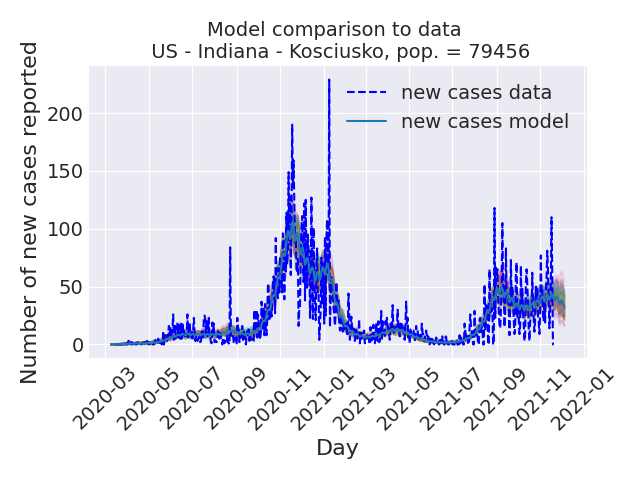 Model comparison to data
US - Indiana - Kosciusko, pop. = 79456
Number of new cases reported
200
150
100
50
0
new cases data
new cases model
2020-03
2020-05
2020-07
2020-09
2020-11
2021-01
2021-03
2021-05
2021-07
2021-09
2021-11
2022-01
Day